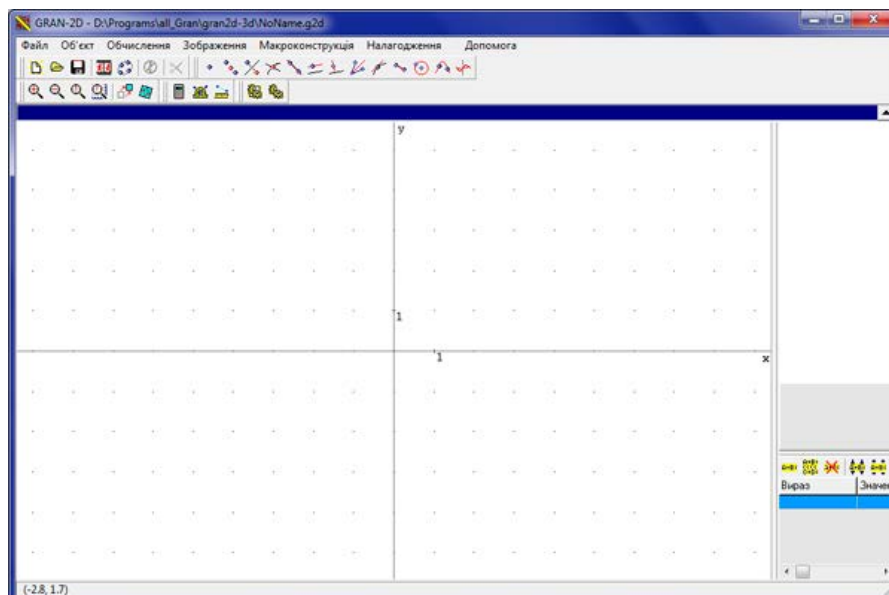 GRAN-2D - D:\Programs\all_Gran\gran2d-3d\NoName.g2d
Файл Об'єкт Обчислення Зображення Макроконструкція Налагодження Допомога
y
1
1
x
Вираз Значен
(-2.8, 1.7)